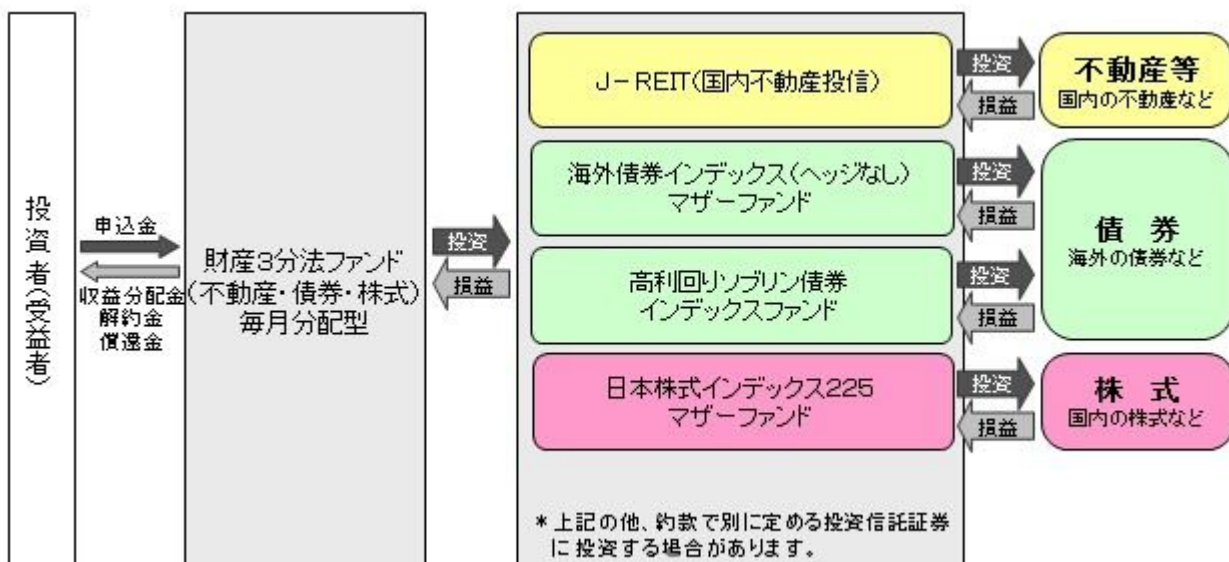 投資者(受益者)
申込金
収益分配金
解約金
償還金
財産3分法ファンド
(不動産・債券・株式)
毎月分配型
投資
損益
J-REIT(国内不動産投信)
投資
損益
不動産等
国内の不動産など
海外債券インデックス(ヘッジなし)
マザーファンド
投資
損益
高利回りソブリン債券
インデックスファンド
投資
損益
債 券
海外の債券など
日本株式インデックス225
マザーファンド
投資
損益
株 式
国内の株式など
*上記の他、約款で別に定める投資信託証券
に投資する場合があります。